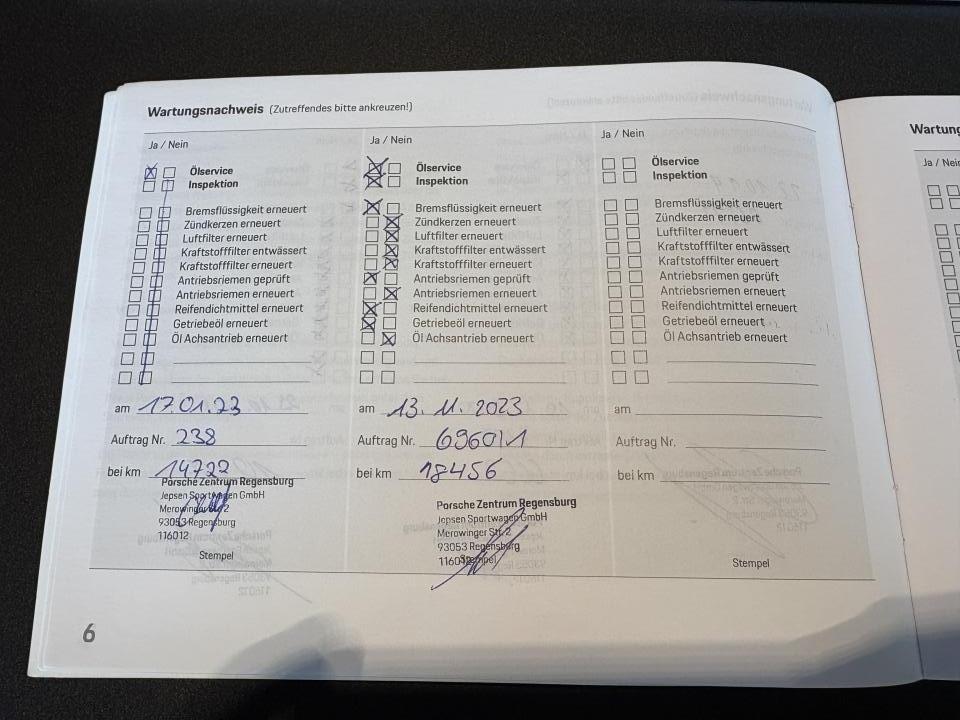 Wartungsnachweis (Zutreffendes bitte ankreuzen!)
Ja / Nein
Ölservice
Inspektion
Bremsflüssigkeit erneuert
Zündkerzen erneuert
Luftfilter erneuert
Kraftstofffilter entwässert
Kraftstofffilter erneuert
Antriebsriemen geprüft
Antriebsriemen erneuert
Reifendichtmittel erneuert
Getriebeöl erneuert
Öl Achsantrieb erneuert
am 17.01.23
Auftrag Nr. 238
bei km 14722
Porsche Zentrum Regensburg
Jepsen Sportwagen GmbH
Merowinger Str. 2
93053 Regensburg
116012
Stempel
Ja / Nein
Ölservice
Inspektion
Bremsflüssigkeit erneuert
Zündkerzen erneuert
Luftfilter erneuert
Kraftstofffilter entwässert
Kraftstofffilter erneuert
Antriebsriemen geprüft
Antriebsriemen erneuert
Reifendichtmittel erneuert
Getriebeöl erneuert
Öl Achsantrieb erneuert
am 13. 11. 2023
Auftrag Nr.
bei km 18456
Porsche Zentrum Regensburg
Jepsen Sportwagen GmbH
Merowinger Str. 2
93053 Regensburg
116012
Stempel
Ja / Nein
Ölservice
Inspektion
Bremsflüssigkeit erneuert
Zündkerzen erneuert
Luftfilter erneuert
Kraftstofffilter entwässert
Kraftstofffilter erneuert
Antriebsriemen geprüft
Antriebsriemen erneuert
Reifendichtmittel erneuert
Getriebeöl erneuert
Öl Achsantrieb erneuert
am
Auftrag Nr.
bei km
Stempel
6
Wartung
Ja / Nein